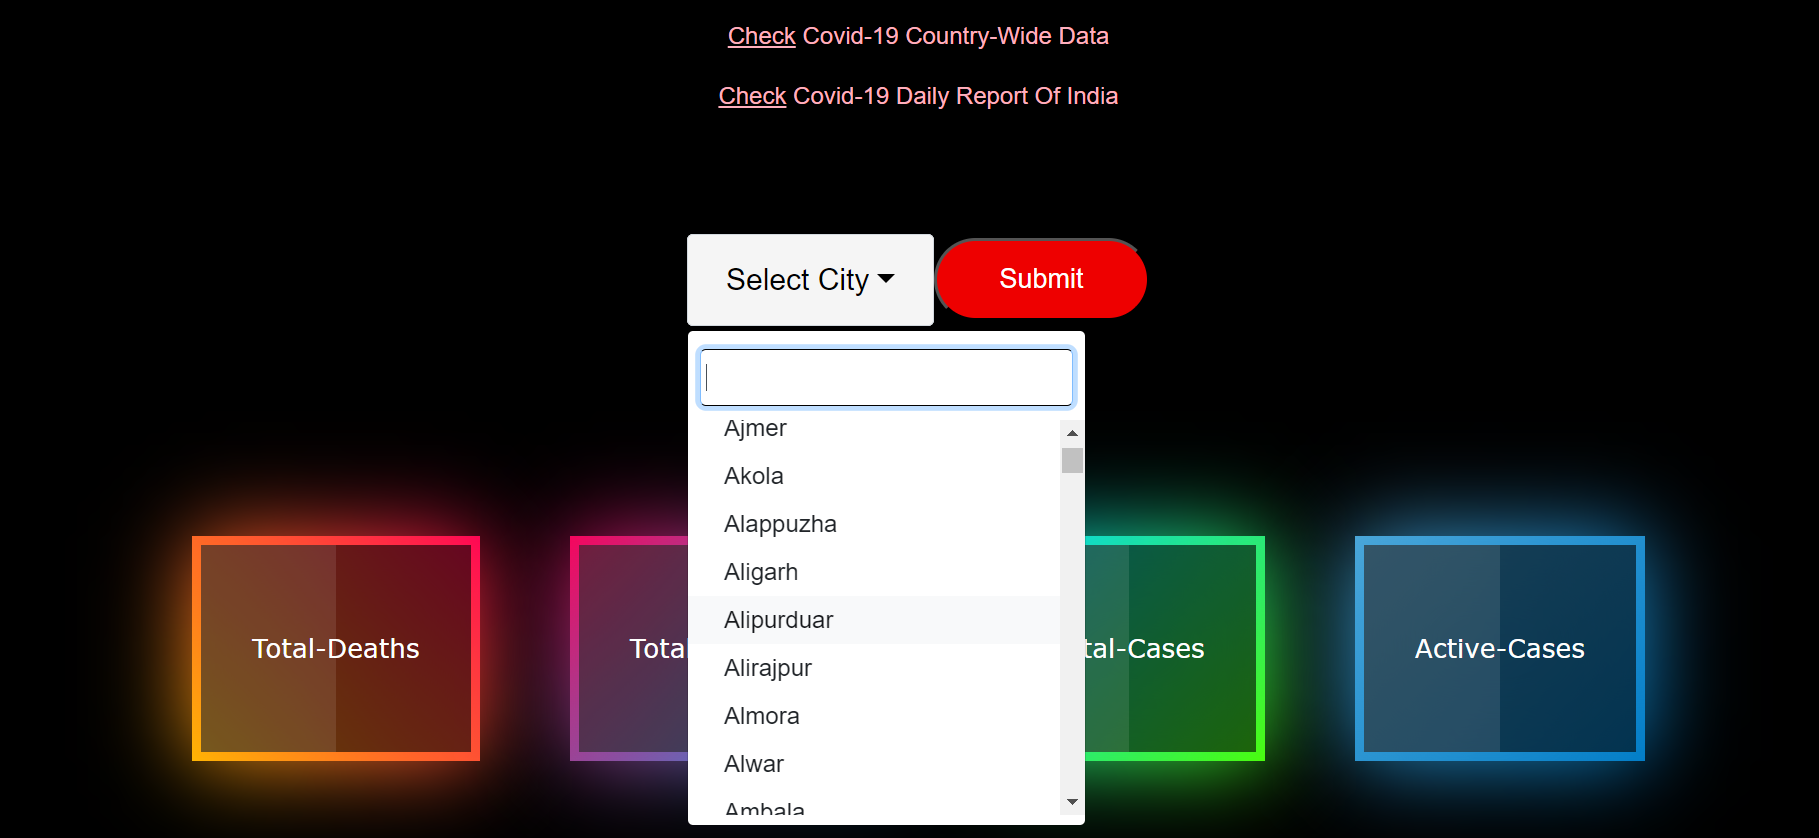 Check Covid-19 Country-Wide Data
Check Covid-19 Daily Report Of India
Select City
Submit
Ajmer
Akola
Alappuzha
Aligarh
Alipurduar
Alirajpur
Almora
Alwar
Ambala
Total-Deaths
Total
tal-Cases
Active-Cases